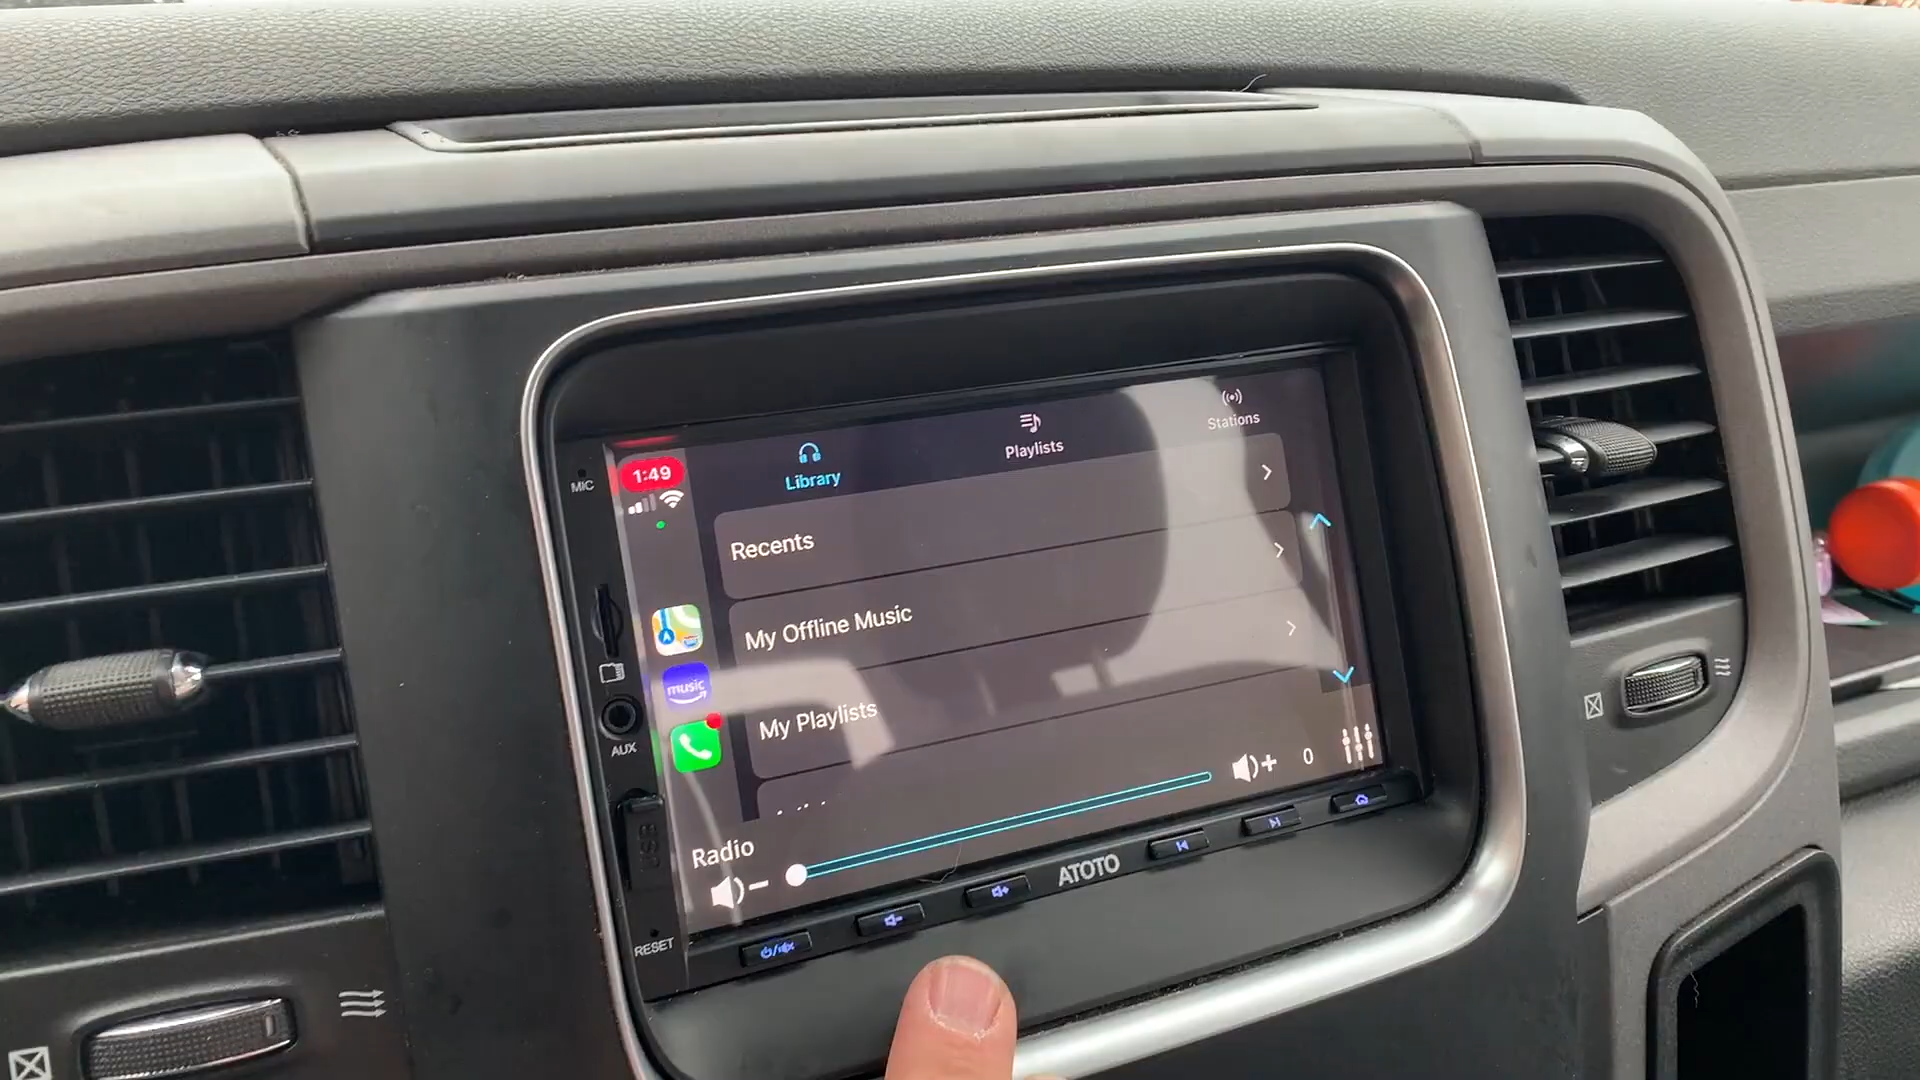 MIC
1:49
Library
Playlists
Stations
Recents
My Offline Music
My Playlists
music
AUX
Radio
0
RESET
ATOTO